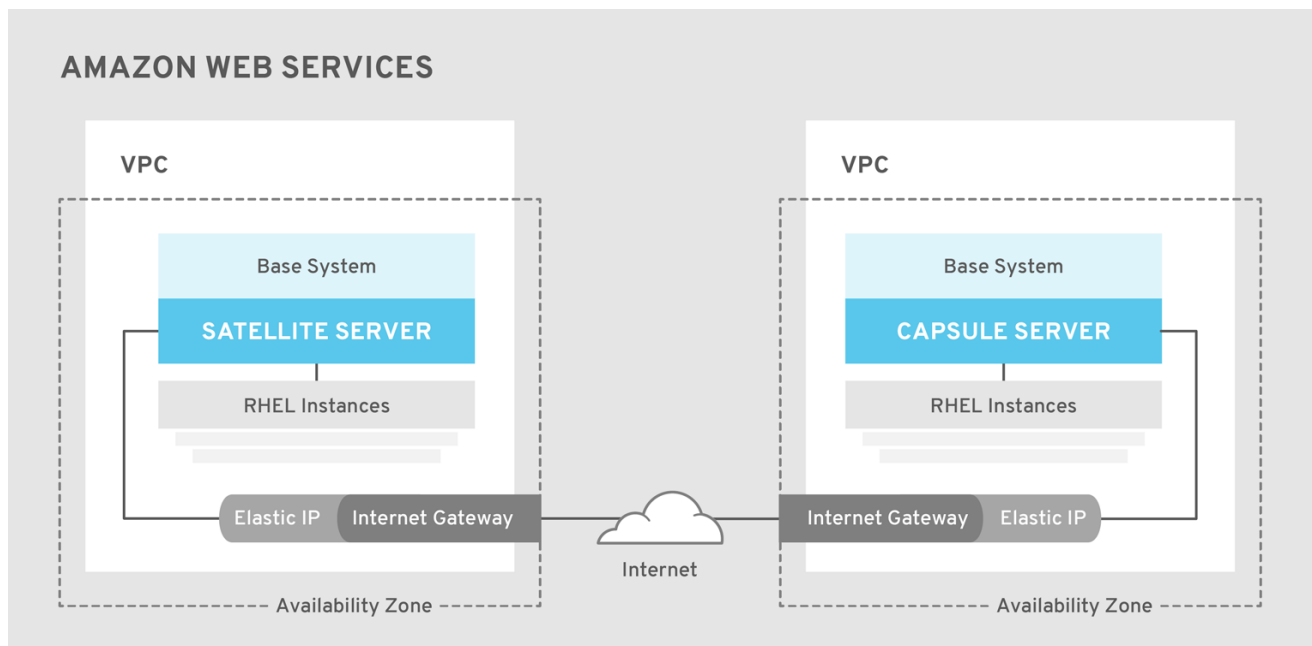 AMAZON WEB SERVICES
VPC
Base System
SATELLITE SERVER
RHEL Instances
Elastic IP
Internet Gateway
Availability Zone
Internet
VPC
Base System
CAPSULE SERVER
RHEL Instances
Internet Gateway
Elastic IP
Availability Zone